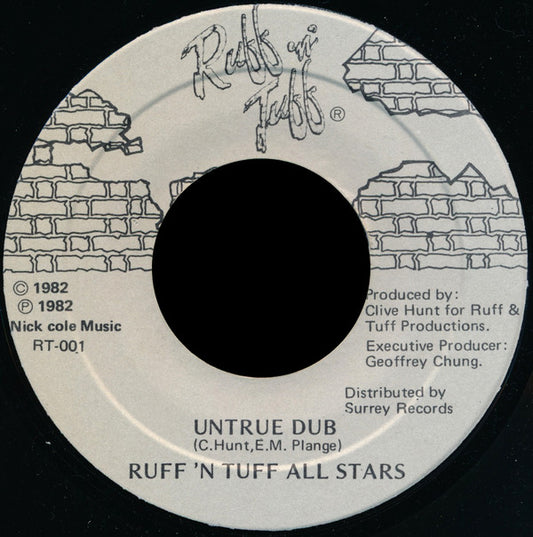 Ruff 'n'
Tuff ®
© 1982
℗ 1982
Nick cole Music
RT-001
Produced by:
Clive Hunt for Ruff &
Tuff Productions.
Executive Producer:
Geoffrey Chung.
Distributed by
Surrey Records
UNTRUE DUB
(C.Hunt,E.M. Plange)
RUFF 'N TUFF ALL STARS